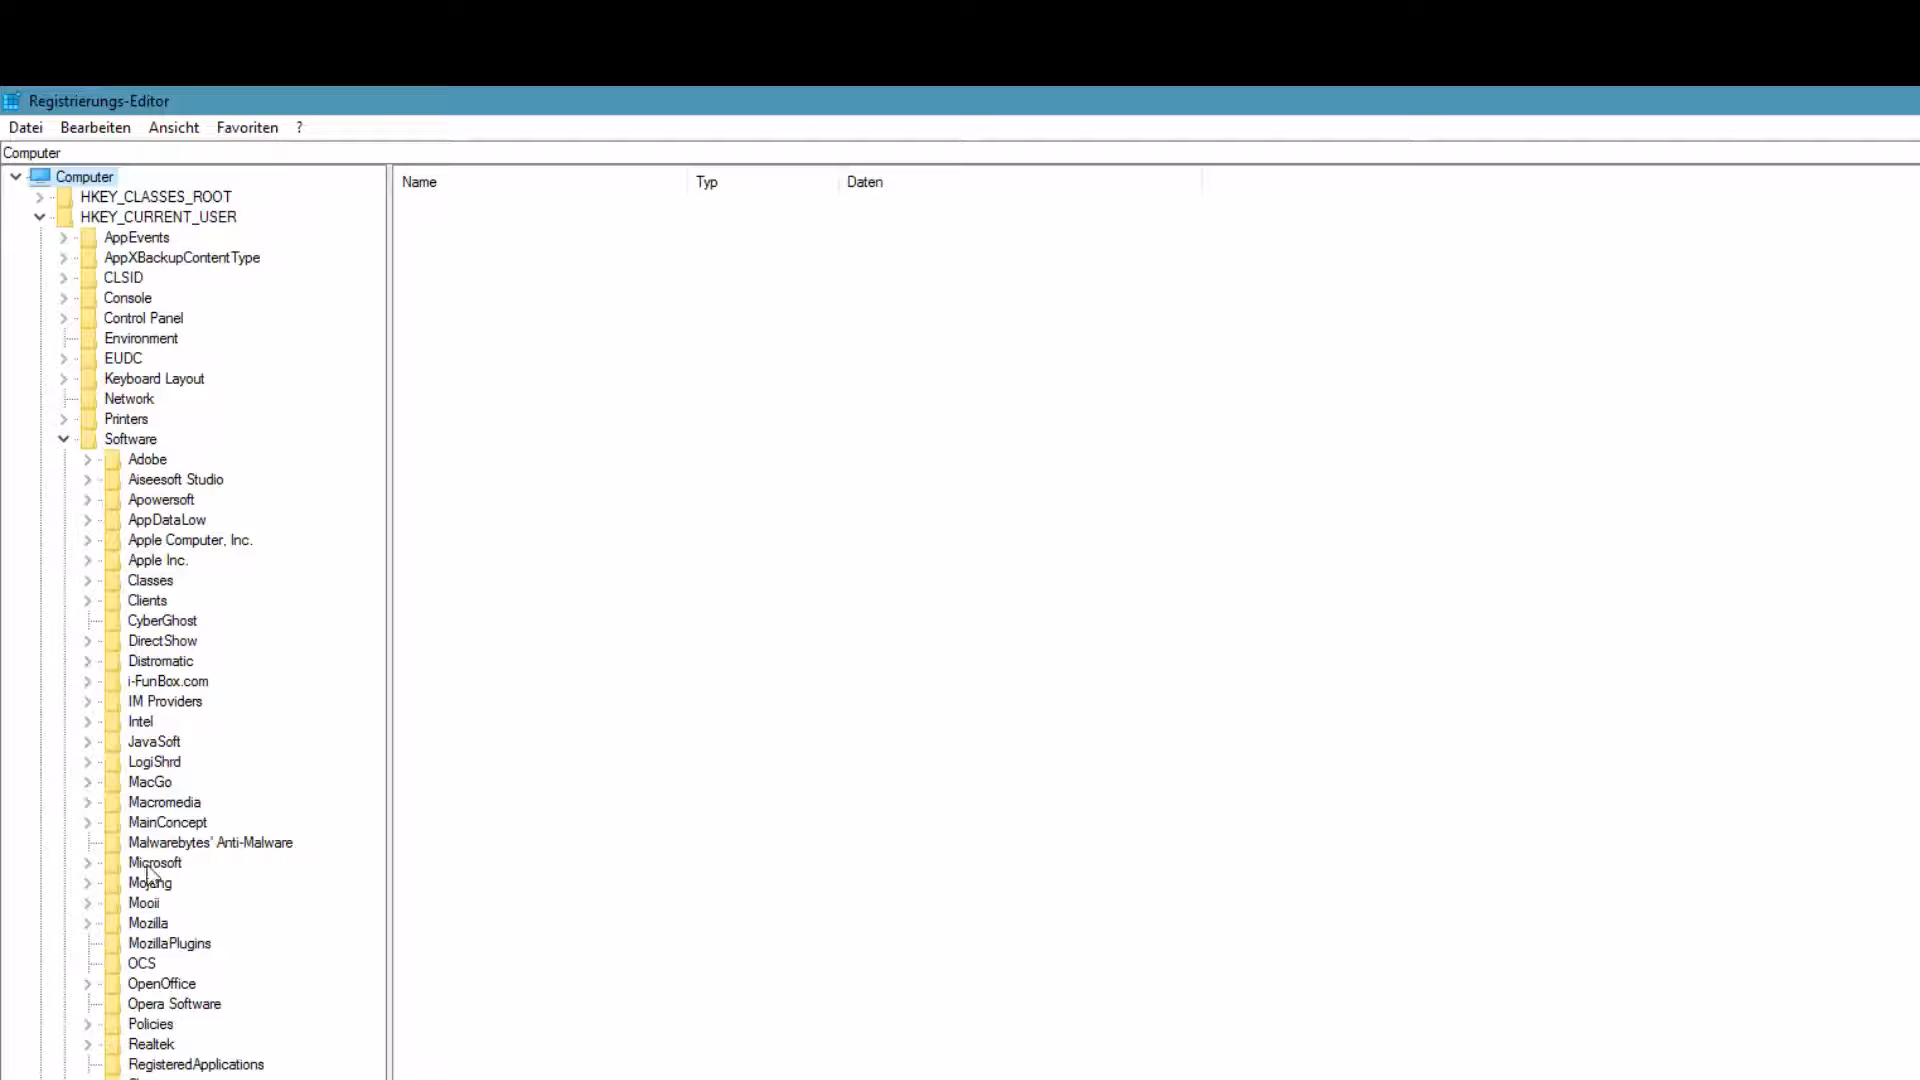 Registrierungs-Editor
Datei Bearbeiten Ansicht Favoriten ?
Computer
Name Typ Daten
Computer
HKEY_CLASSES_ROOT
HKEY_CURRENT_USER
AppEvents
AppXBackupContentType
CLSID
Console
Control Panel
Environment
EUDC
Keyboard Layout
Network
Printers
Software
Adobe
Aiseesoft Studio
Apowersoft
AppDataLow
Apple Computer, Inc.
Apple Inc.
Classes
Clients
CyberGhost
DirectShow
Distromatic
i-FunBox.com
IM Providers
Intel
JavaSoft
LogiShrd
MacGo
Macromedia
MainConcept
Malwarebytes' Anti-Malware
Microsoft
Mojang
Mooii
Mozilla
MozillaPlugins
OCS
OpenOffice
Opera Software
Policies
Realtek
RegisteredApplications